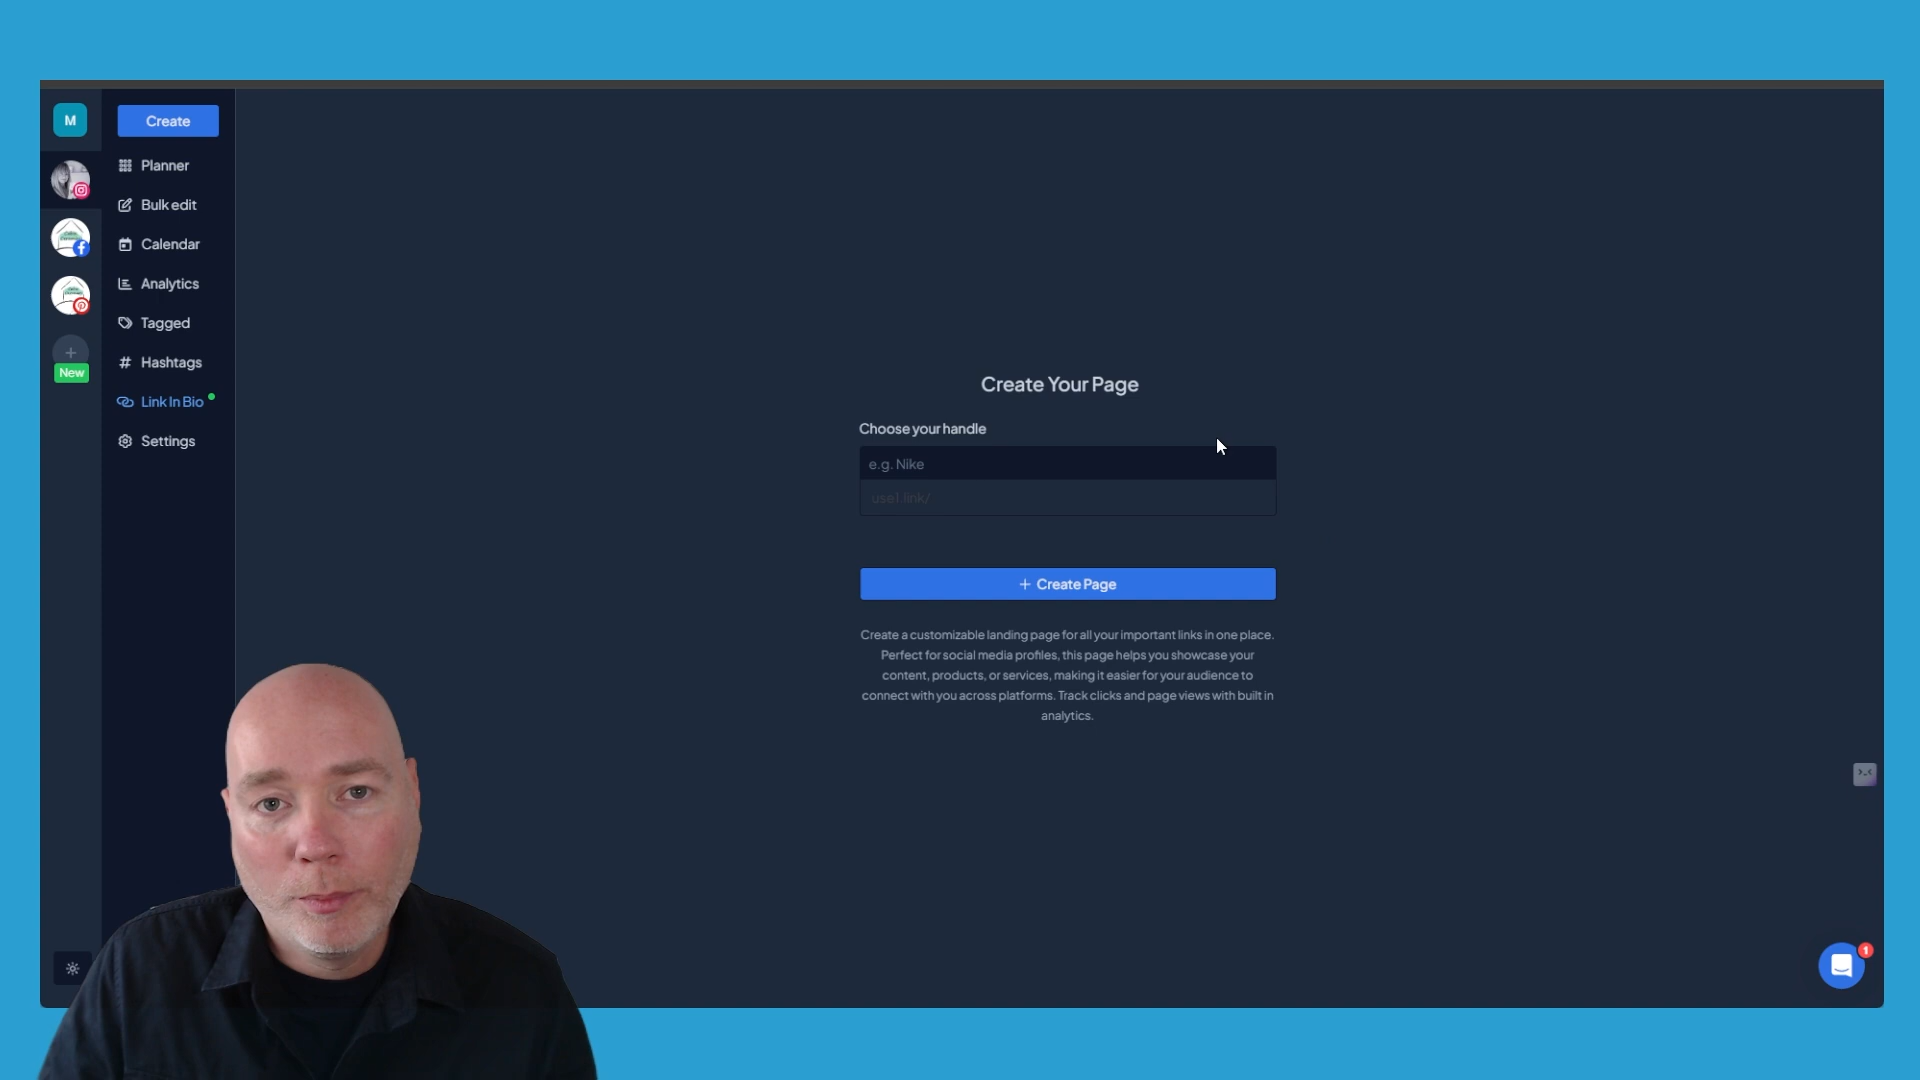 M
Create
Planner
Bulk edit
Calendar
Analytics
Tagged
Hashtags
Link In Bio
Settings
New
Create Your Page
Choose your handle
e.g. Nike
use1.link/
+ Create Page
Create a customizable landing page for all your important links in one place.
Perfect for social media profiles, this page helps you showcase your
content, products, or services, making it easier for your audience to
connect with you across platforms. Track clicks and page views with built in
analytics.
1